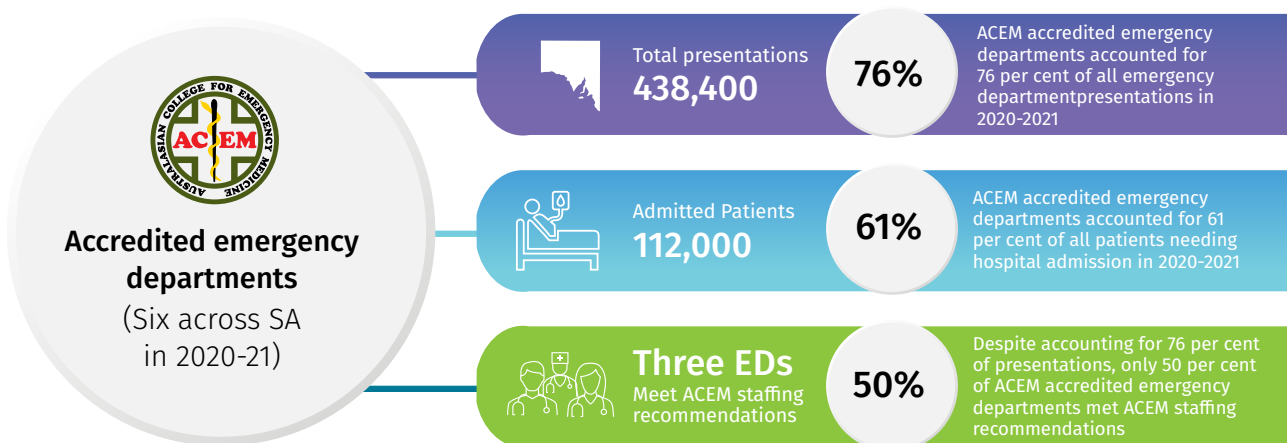 AUSTRALASIAN COLLEGE FOR EMERGENCY MEDICINE
ACEM
Accredited emergency
departments
(Six across SA
in 2020-21)
Total presentations
438,400
76%
ACEM accredited emergency
departments accounted for
76 per cent of all emergency
departmentpresentations in
2020-2021
Admitted Patients
112,000
61%
ACEM accredited emergency
departments accounted for 61
per cent of all patients needing
hospital admission in 2020-2021
Three EDs
Meet ACEM staffing
recommendations
50%
Despite accounting for 76 per cent
of presentations, only 50 per cent
of ACEM accredited emergency
departments met ACEM staffing
recommendations